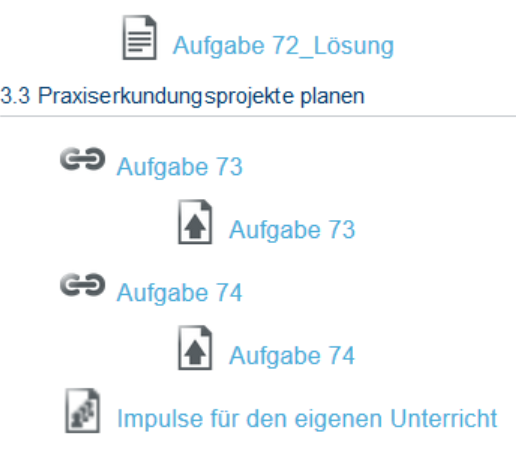 Aufgabe 72_Lösung
3.3 Praxiserkundungsprojekte planen
Aufgabe 73
Aufgabe 73
Aufgabe 74
Aufgabe 74
Impulse für den eigenen Unterricht